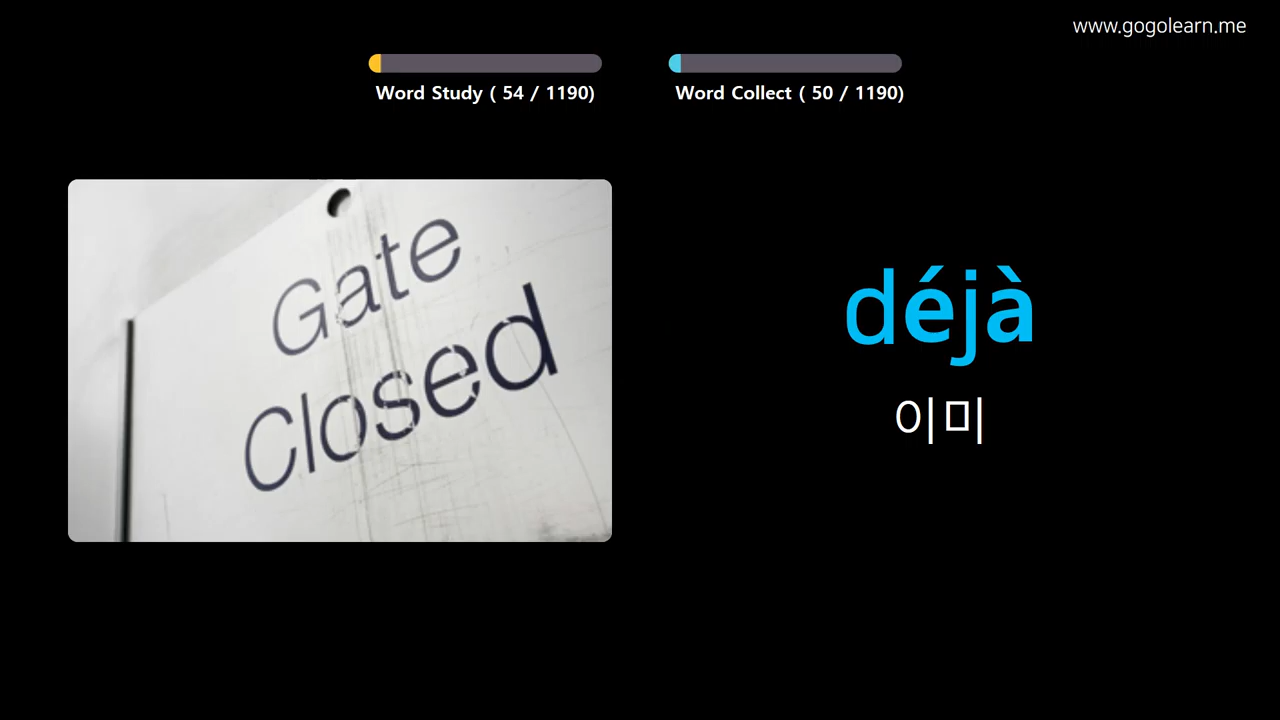 www.gogolearn.me
Word Study ( 54 / 1190)
Word Collect ( 50 / 1190)
Gate
Closed
déjà
이미